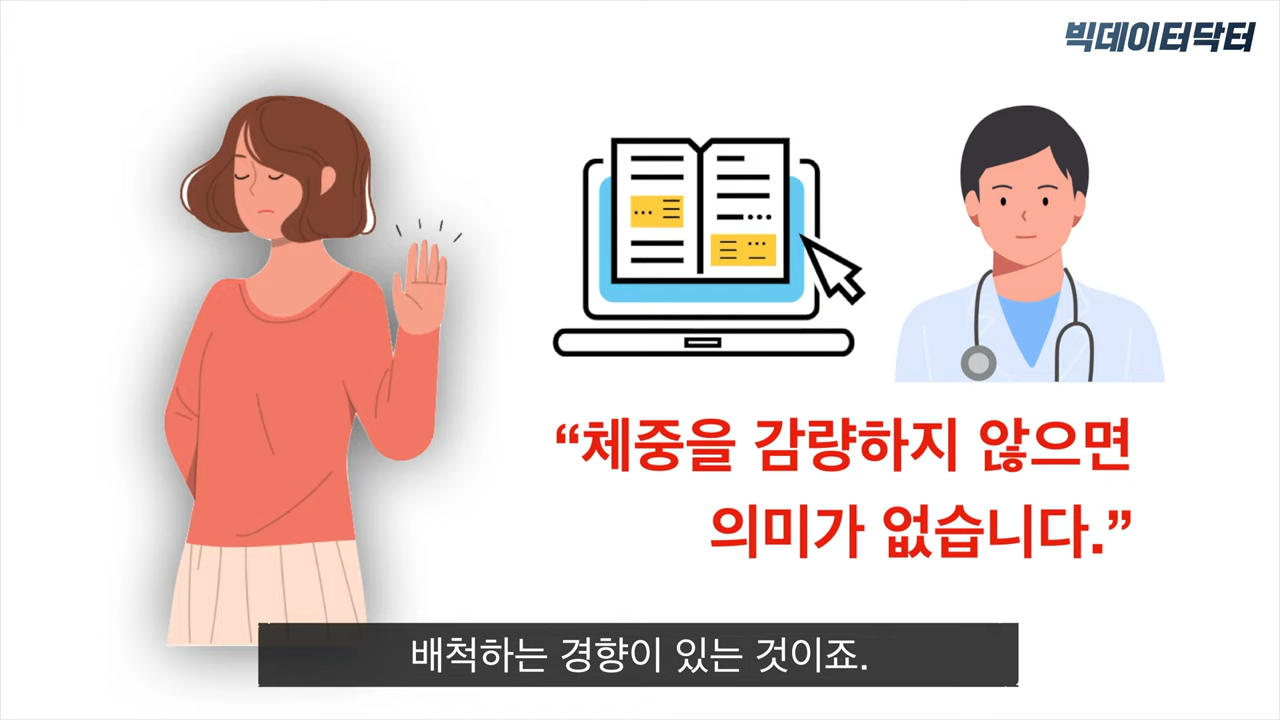 빅데이터닥터
“체중을 감량하지 않으면
의미가 없습니다.”
배척하는 경향이 있는 것이죠.